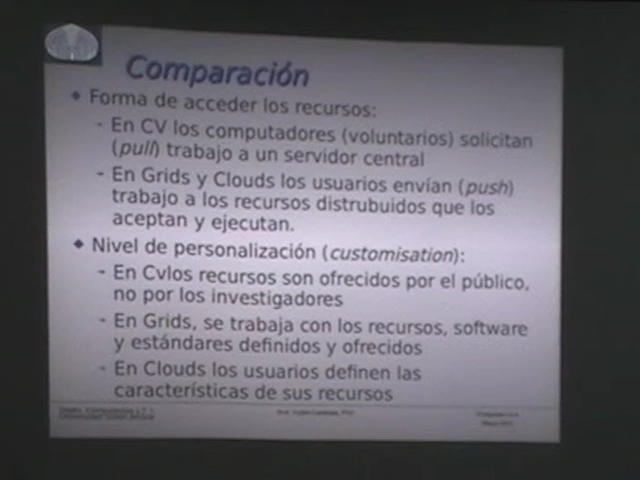 Comparación
Forma de acceder los recursos:
- En CV los computadores (voluntarios) solicitan
(pull) trabajo a un servidor central
- En Grids y Clouds los usuarios envían (push)
trabajo a los recursos distrubuidos que los
aceptan y ejecutan.
Nivel de personalización (customisation):
- En Cvlos recursos son ofrecidos por el público,
no por los investigadores
- En Grids, se trabaja con los recursos, software
y estándares definidos y ofrecidos
- En Clouds los usuarios definen las
características de sus recursos